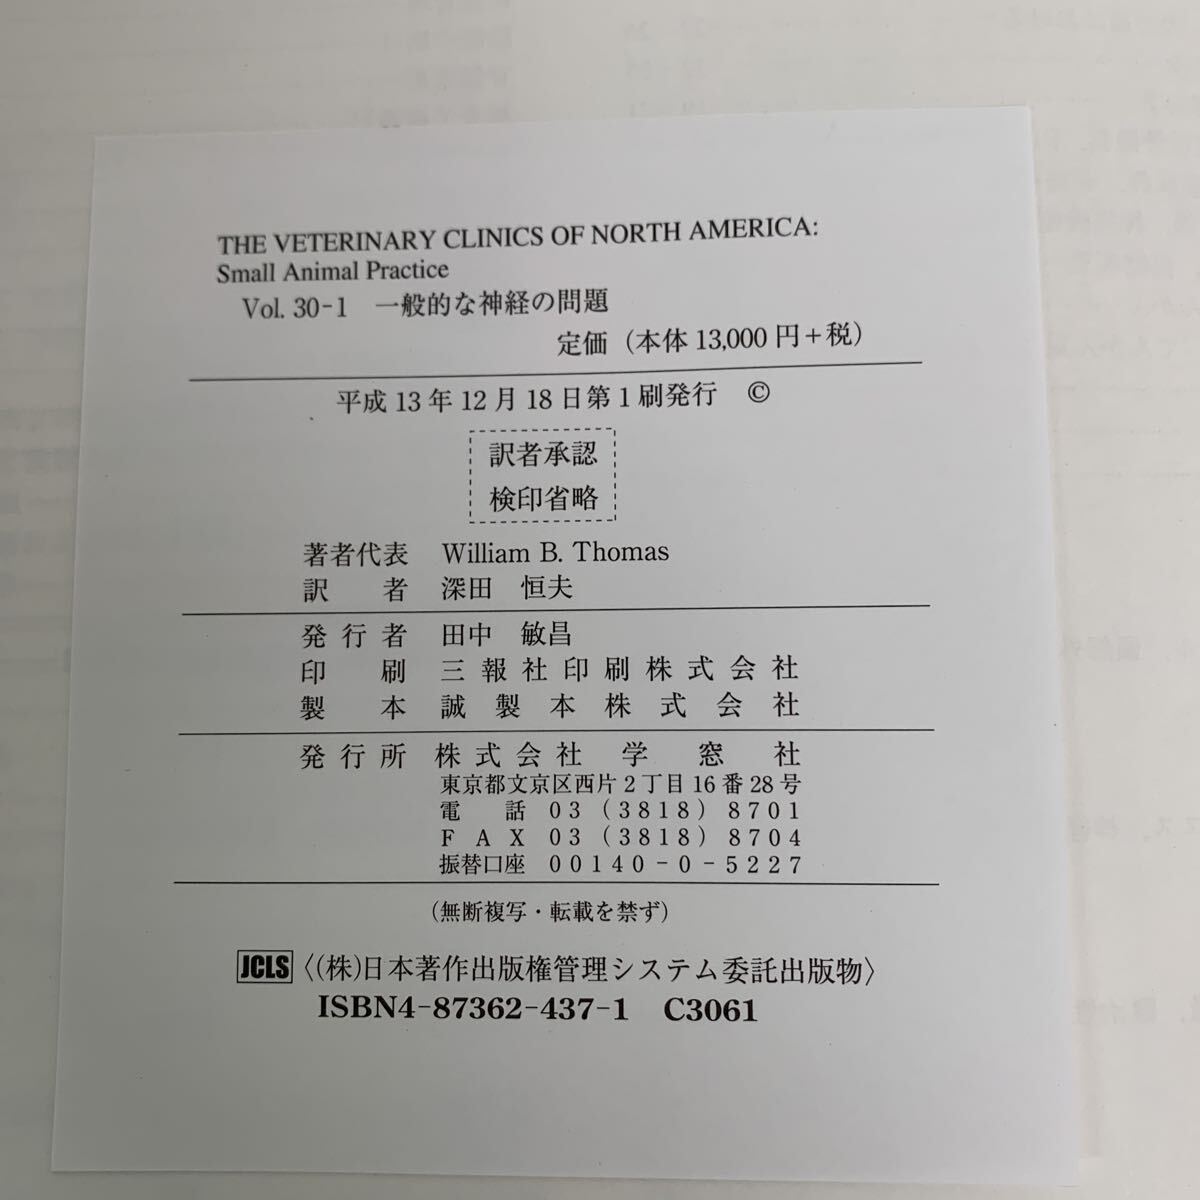 THE VETERINARY CLINICS OF NORTH AMERICA:
Small Animal Practice
Vol. 30-1 一般的な神経の問題
定価（本体 13,000 円＋税）
平成 13 年 12 月 18 日第 1 刷発行 ©
訳者承認
検印省略
著者代表 William B. Thomas
訳者 深田 恒夫
発行者 田中 敏昌
印刷 三報社印刷株式会社
製本 誠製本株式会社
発行所 株式会社 学窓社
東京都文京区西片 2 丁目 16 番 28 号
電話 03（3818）8701
FAX 03（3818）8704
振替口座 00140-0-5227
（無断複写・転載を禁ず）
JCLS〈(株)日本著作出版権管理システム委託出版物〉
ISBN4-87362-437-1 C3061